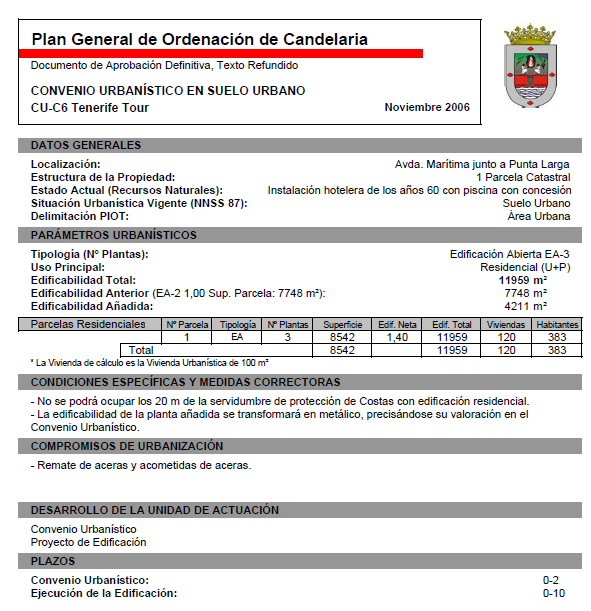 Plan General de Ordenación de Candelaria
Documento de Aprobación Definitiva, Texto Refundido
CONVENIO URBANÍSTICO EN SUELO URBANO
CU-C6 Tenerife Tour Noviembre 2006
DATOS GENERALES
Localización: Avda. Marítima junto a Punta Larga
Estructura de la Propiedad: 1 Parcela Catastral
Estado Actual (Recursos Naturales): Instalación hotelera de los años 60 con piscina con concesión
Situación Urbanística Vigente (NNSS 87): Suelo Urbano
Delimitación PIOT: Área Urbana
PARÁMETROS URBANÍSTICOS
Tipología (Nº Plantas): Edificación Abierta EA-3
Uso Principal: Residencial (U+P)
Edificabilidad Total: 11959 m²
Edificabilidad Anterior (EA-2 1,00 Sup. Parcela: 7748 m²): 7748 m²
Edificabilidad Añadida: 4211 m²
Parcelas Residenciales Nº Parcela Tipología Nº Plantas Superficie Edif. Neta Edif. Total Viviendas Habitantes
1 EA 3 8542 1,40 11959 120 383
Total 8542 11959 120 383
* La Vivienda de cálculo es la Vivienda Urbanística de 100 m²
CONDICIONES ESPECÍFICAS Y MEDIDAS CORRECTORAS
- No se podrá ocupar los 20 m de la servidumbre de protección de Costas con edificación residencial.
- La edificabilidad de la planta añadida se transformará en metálico, precisándose su valoración en el
Convenio Urbanístico.
COMPROMISOS DE URBANIZACIÓN
- Remate de aceras y acometidas de aceras.
DESARROLLO DE LA UNIDAD DE ACTUACIÓN
Convenio Urbanístico
Proyecto de Edificación
PLAZOS
Convenio Urbanístico: 0-2
Ejecución de la Edificación: 0-10